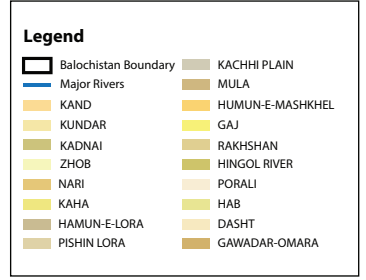 Legend
Balochistan Boundary
Major Rivers
KAND
KUNDAR
KADNAI
ZHOB
NARI
KAHA
HAMUN-E-LORA
PISHIN LORA
KACHHI PLAIN
MULA
HUMUN-E-MASHKHEL
GAJ
RAKHSHAN
HINGOL RIVER
PORALI
HAB
DASHT
GAWADAR-OMARA